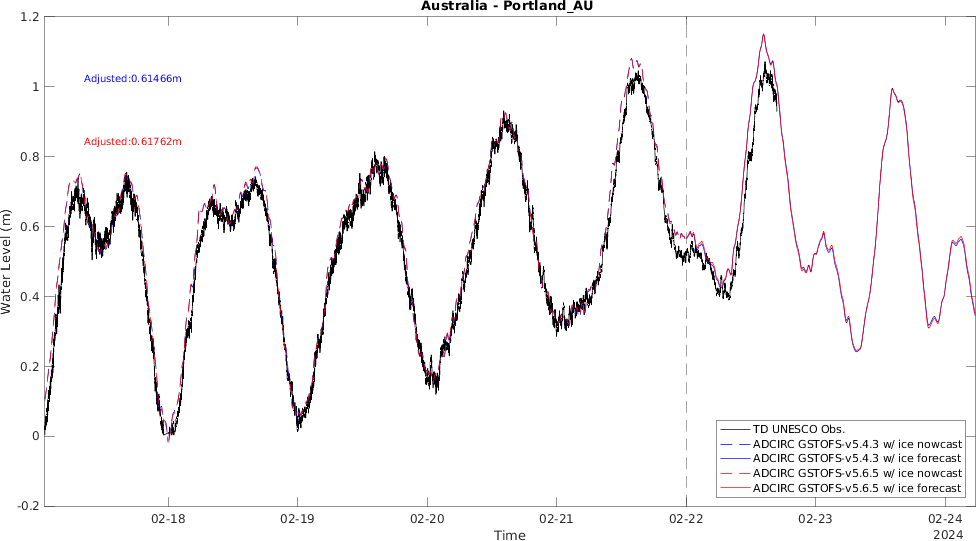 Australia - Portland_AU
1.2
1
0.8
0.6
0.4
0.2
0
-0.2
Water Level (m)
Adjusted:0.61466m
Adjusted:0.61762m
TD UNESCO Obs.
ADCIRC GSTOFS-v5.4.3 w/ ice nowcast
ADCIRC GSTOFS-v5.4.3 w/ ice forecast
ADCIRC GSTOFS-v5.6.5 w/ ice nowcast
ADCIRC GSTOFS-v5.6.5 w/ ice forecast
02-18 02-19 02-20 02-21 02-22 02-23 02-24
Time
2024